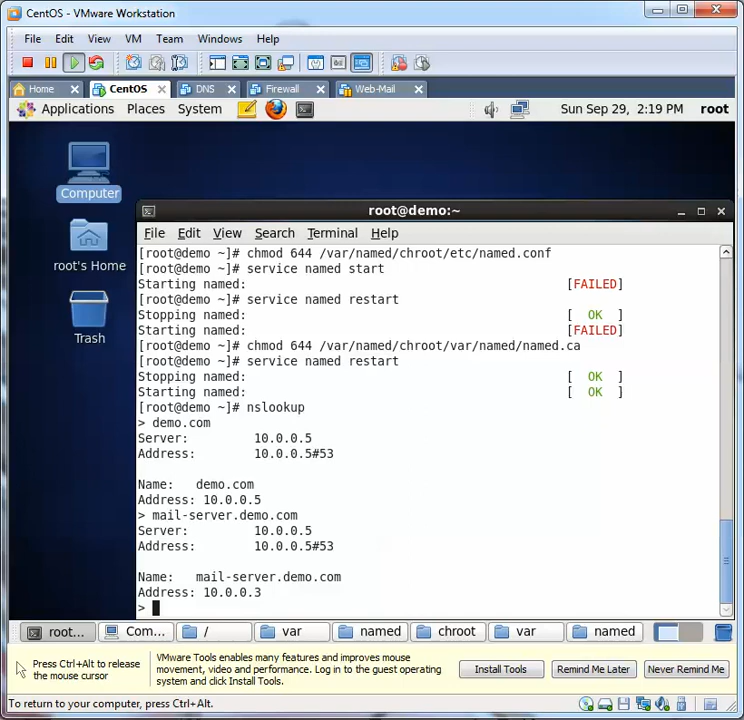 CentOS - VMware Workstation
File Edit View VM Team Windows Help
Home CentOS DNS Firewall Web-Mail
Applications Places System Sun Sep 29, 2:19 PM root
Computer
root's Home
Trash
root@demo:~
File Edit View Search Terminal Help
[root@demo ~]# chmod 644 /var/named/chroot/etc/named.conf
[root@demo ~]# service named start
Starting named: [FAILED]
[root@demo ~]# service named restart
Stopping named: [ OK ]
Starting named: [FAILED]
[root@demo ~]# chmod 644 /var/named/chroot/var/named/named.ca
[root@demo ~]# service named restart
Stopping named: [ OK ]
Starting named: [ OK ]
[root@demo ~]# nslookup
> demo.com
Server: 10.0.0.5
Address: 10.0.0.5#53
Name: demo.com
Address: 10.0.0.5
> mail-server.demo.com
Server: 10.0.0.5
Address: 10.0.0.5#53
Name: mail-server.demo.com
Address: 10.0.0.3
>
root... Com... / var named chroot var named
Press Ctrl+Alt to release
the mouse cursor
VMware Tools enables many features and improves mouse
movement, video and performance. Log in to the guest operating
system and click Install Tools.
Install Tools Remind Me Later Never Remind Me
To return to your computer, press Ctrl+Alt.